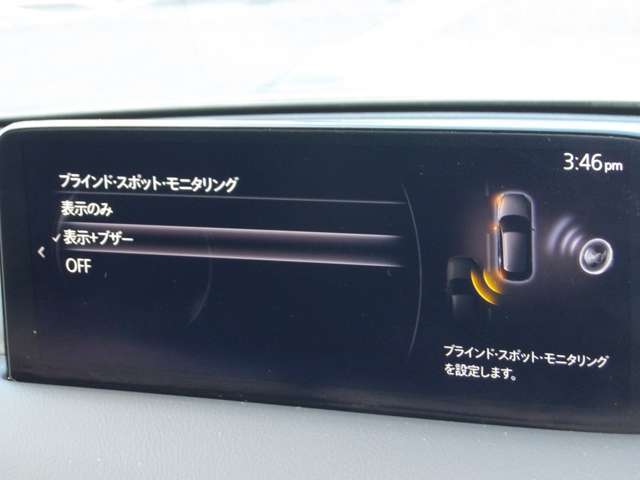 3:46pm
ブラインド･スポット･モニタリング
表示のみ
✓表示+ブザー
OFF
ブラインド･スポット･モニタリング
を設定します。